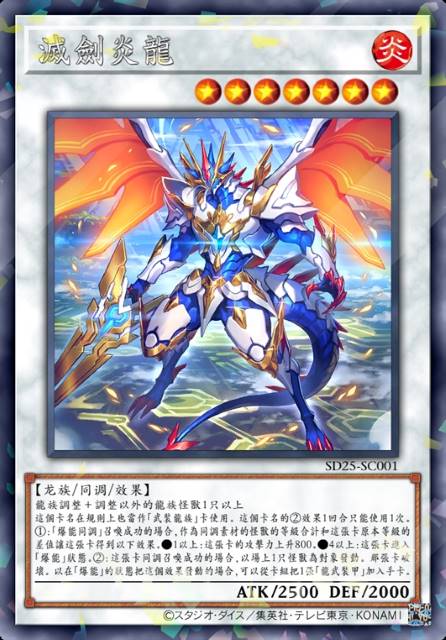 滅劍炎龍
炎
SD25-SC001
【龙族/同调/效果】
龍族調整+調整以外的龍族怪獸1只以上
這個卡名在規則上也當作「武裝龍族」卡使用。這個卡名的②效果1回合只能使用1次。
①:「爆能同調」召喚成功的場合,作為同調素材的怪獸的等級合計和這張卡原本等級的
差值讓這張卡得到以下效果。●1以上:這張卡的攻擊力上升800。●4以上:這張卡進入
「爆能」狀態。②:這張卡同調召喚成功的場合,以場上1只怪獸為對象發動。那張卡破
壞。以在「爆能」的狀態把這個效果發動的場合,可以從卡組把1張「龍式裝甲」加入手卡。
ATK/2500 DEF/2000
©スタジオ・ダイス/集英社・テレビ東京・KONAMI